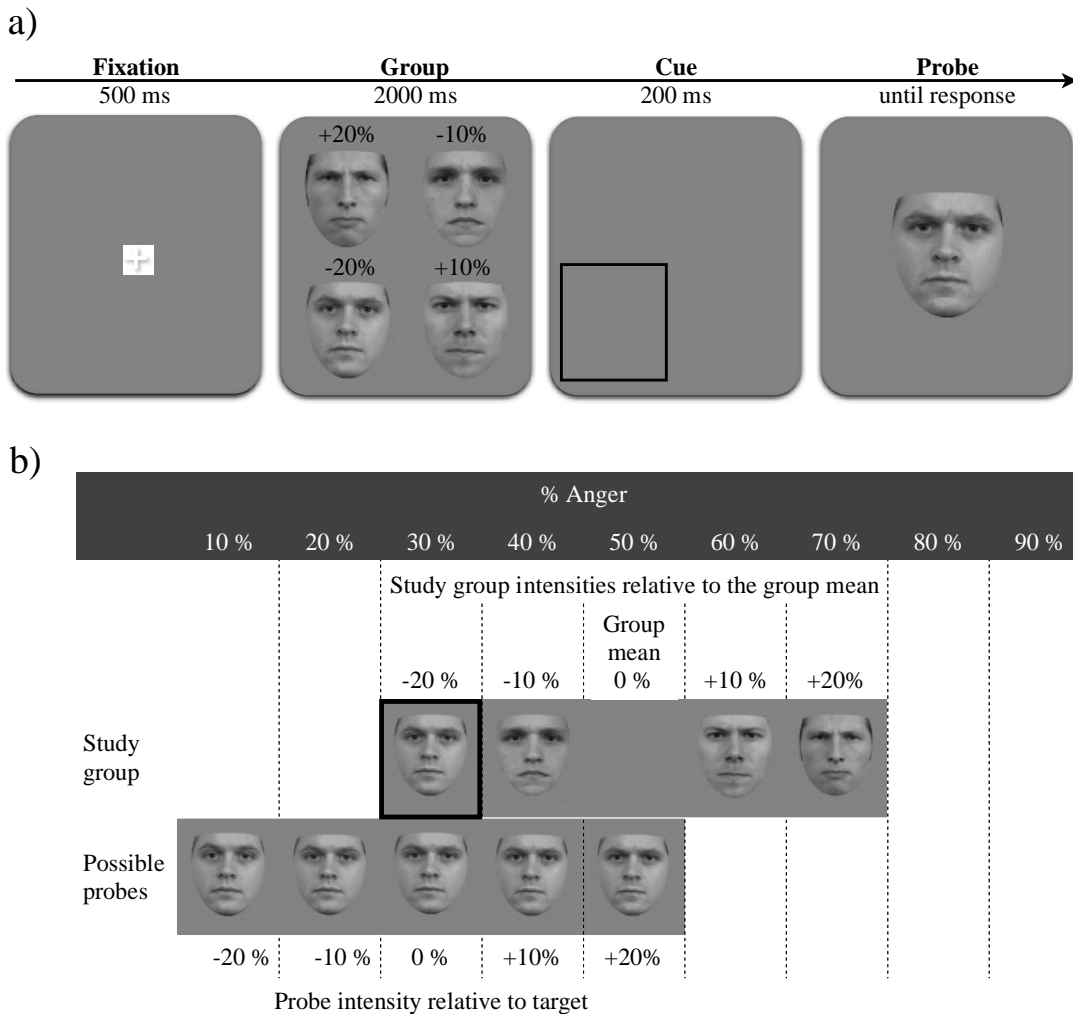 a)
Fixation Group Cue Probe
500 ms 2000 ms 200 ms until response
+20% -10%
-20% +10%
b)
% Anger
10 % 20 % 30 % 40 % 50 % 60 % 70 % 80 % 90 %
Study group intensities relative to the group mean
Group
mean
-20 % -10 % 0 % +10 % +20%
Study
group
Possible
probes
-20 % -10 % 0 % +10% +20%
Probe intensity relative to target